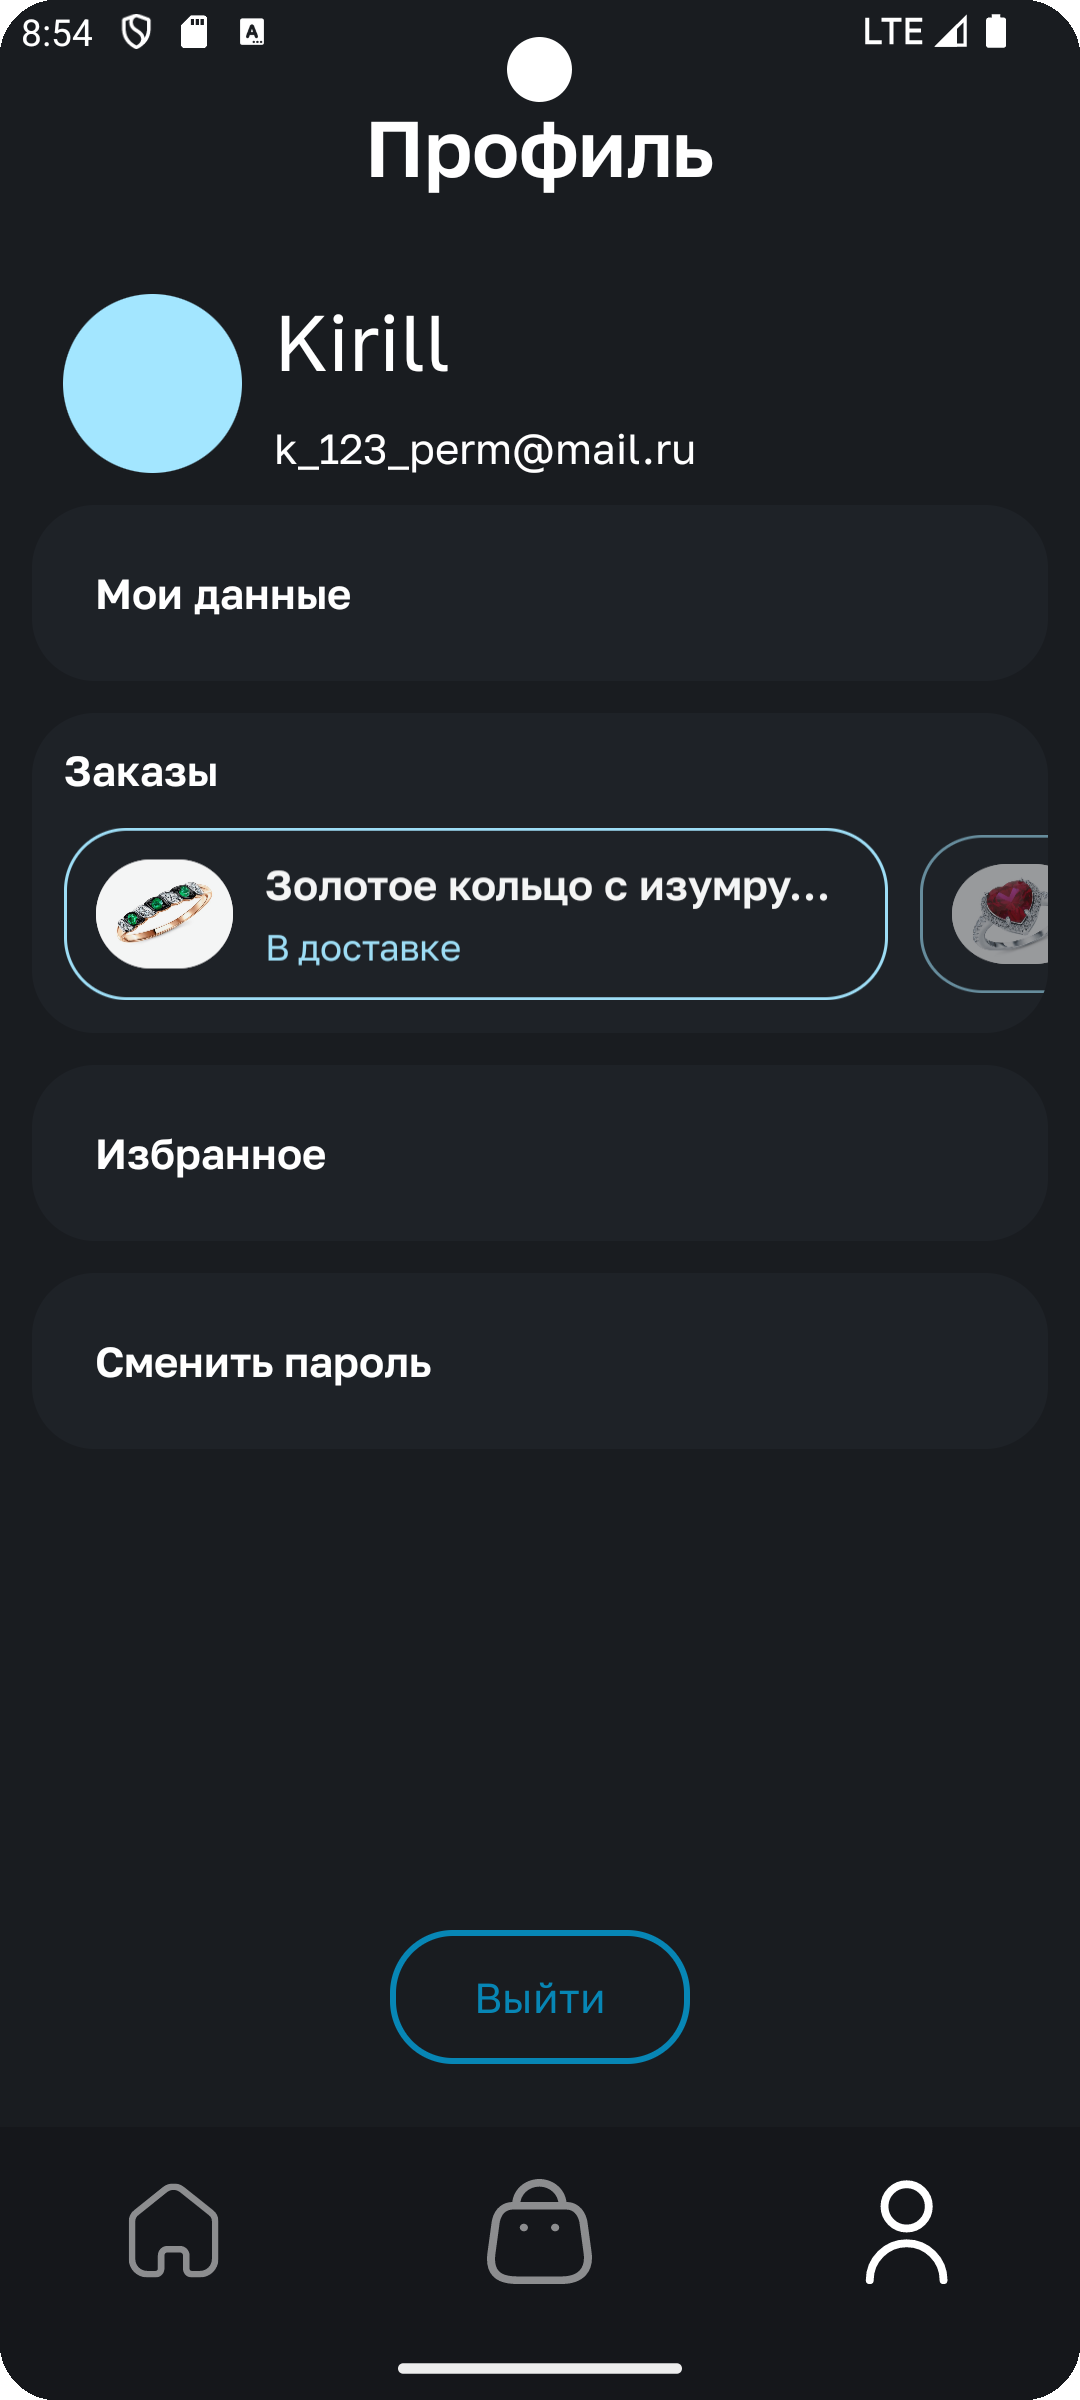 8:54
LTE
Профиль
Kirill
k_123_perm@mail.ru
Мои данные
Заказы
Золотое кольцо с изумру...
В доставке
Избранное
Сменить пароль
Выйти